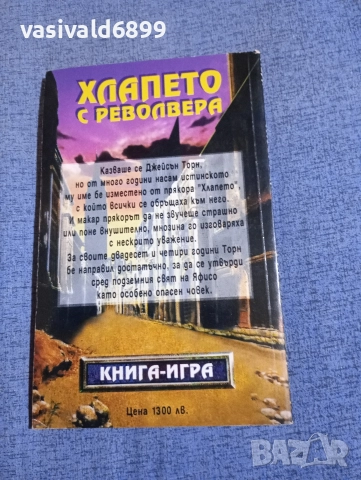 vasivald6899
ХЛАПЕТО
С РЕВОЛВЕРА
Казваше се Джейсън Торн,
но от много години насам истинското
му име бе изместено от прякора "Хлапето",
с който всички се обръщаха към него.
И макар прякорът да не звучеше страшно
или поне внушително, мнозина го изговаряха
с нескрито уважение.
За своите двадесет и четири години Торн
бе направил достатъчно, за да се утвърди
сред подземния свят на Яфисо
като особено опасен човек.
КНИГА-ИГРА
Цена 1300 лв.
BAZAR